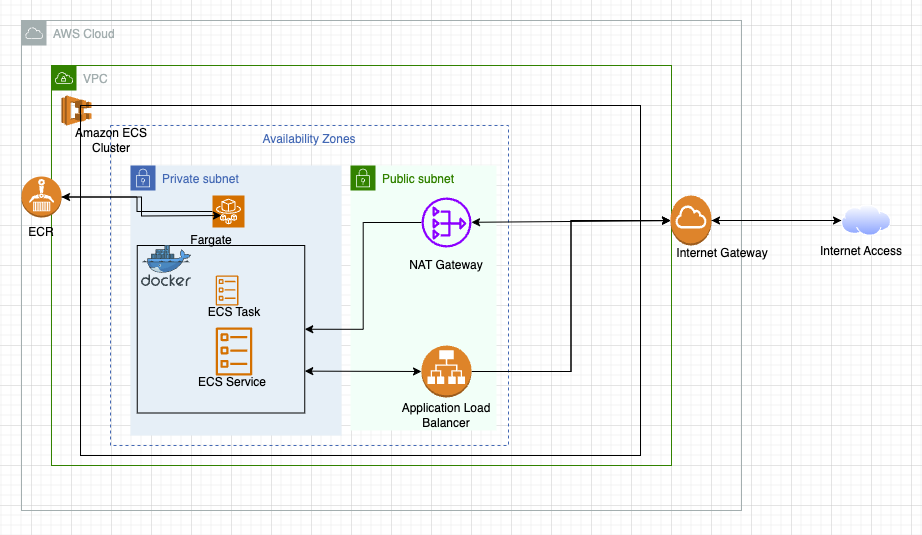 AWS Cloud
VPC
Amazon ECS
Cluster
Availability Zones
Private subnet
Public subnet
ECR
Fargate
NAT Gateway
Internet Gateway
Internet Access
docker
ECS Task
ECS Service
Application Load
Balancer